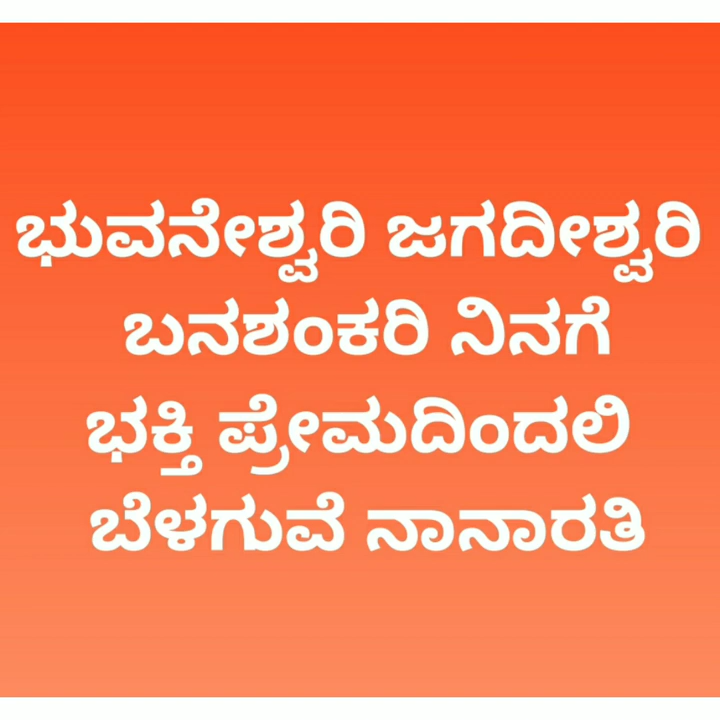 ಭುವನೇಶ್ವರಿ ಜಗದೀಶ್ವರಿ
ಬನಶಂಕರಿ ನಿನಗೆ
ಭಕ್ತಿ ಪ್ರೇಮದಿಂದಲಿ
ಬೆಳಗುವೆ ನಾನಾರತಿ